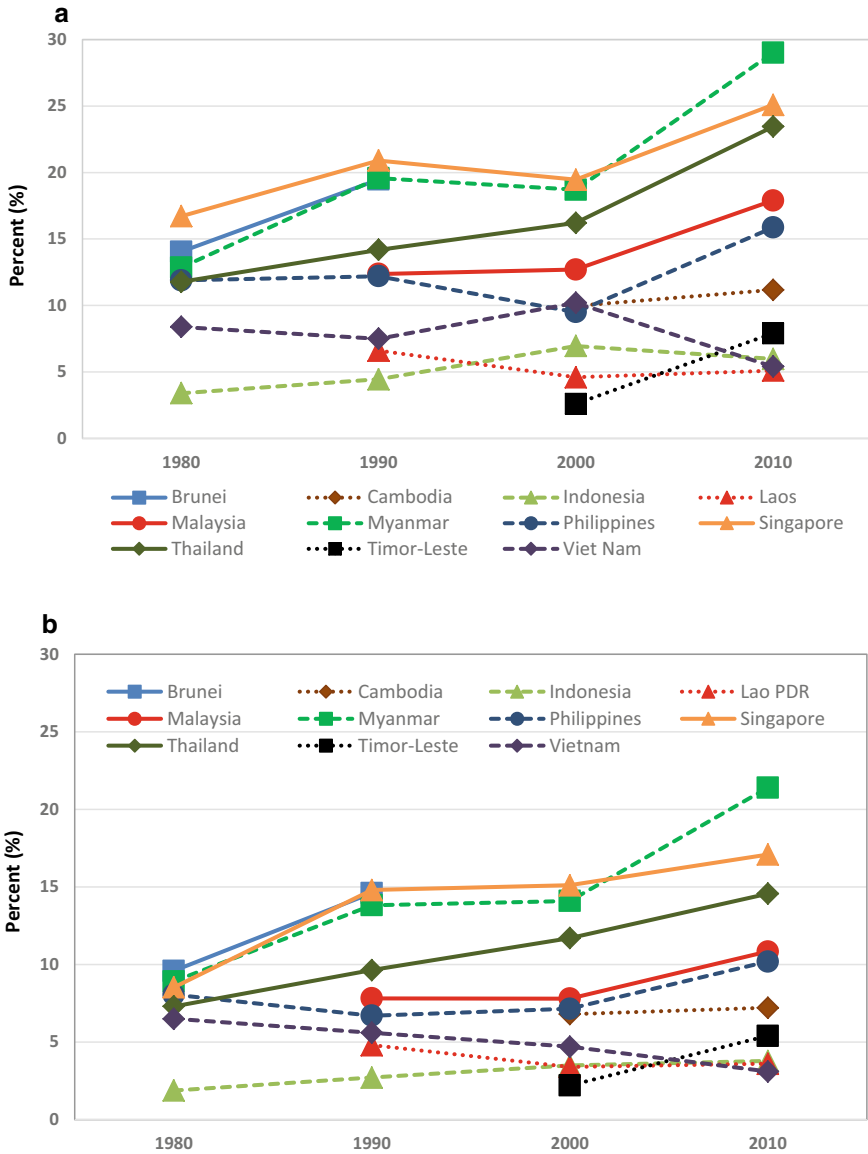 a
30
25
20
15
10
5
0
Percent (%)
1980 1990 2000 2010
Brunei Cambodia Indonesia Laos
Malaysia Myanmar Philippines Singapore
Thailand Timor-Leste Viet Nam
b
30
25
20
15
10
5
0
Percent (%)
Brunei Cambodia Indonesia Lao PDR
Malaysia Myanmar Philippines Singapore
Thailand Timor-Leste Vietnam
1980 1990 2000 2010